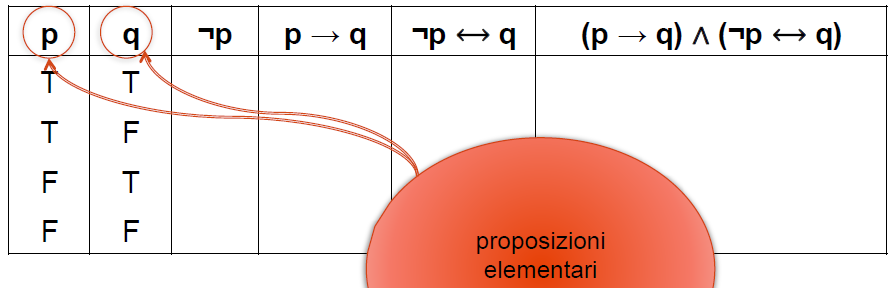 p q ¬p p → q ¬p ↔ q (p → q) ∧ (¬p ↔ q)
T T
T F
F T
F F
proposizioni
elementari